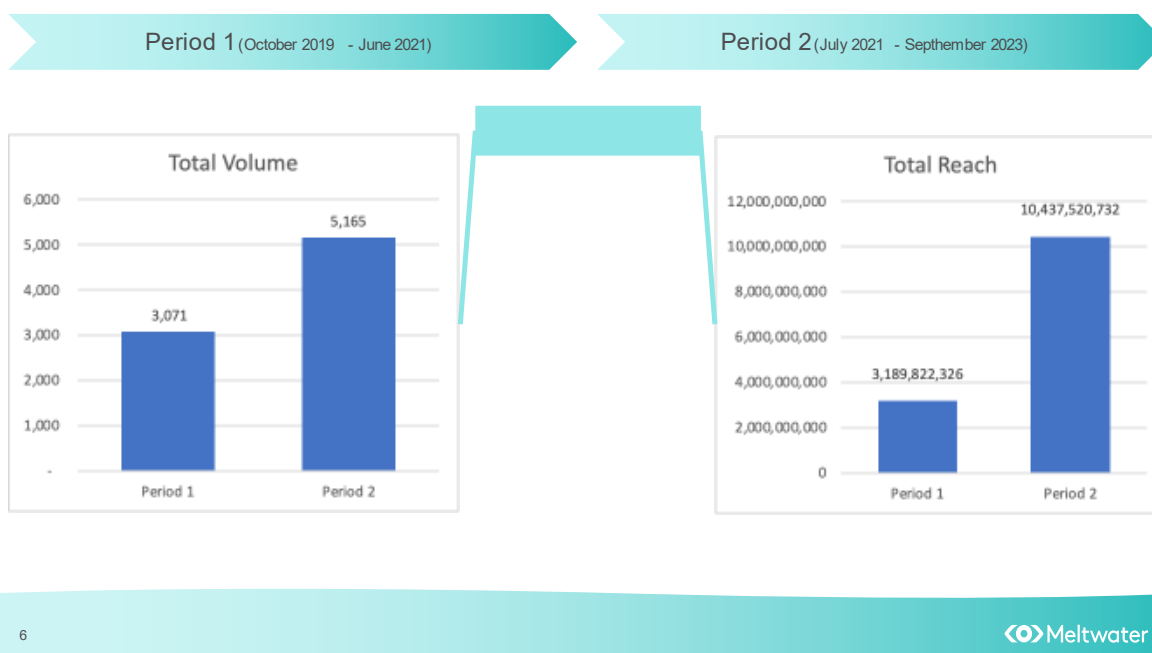 Period 1 (October 2019 - June 2021)
Period 2 (July 2021 - Septhember 2023)
Total Volume
6,000
5,000
4,000
3,000
2,000
1,000
-
3,071
5,165
Period 1
Period 2
Total Reach
12,000,000,000
10,000,000,000
8,000,000,000
6,000,000,000
4,000,000,000
2,000,000,000
0
3,189,822,326
10,437,520,732
Period 1
Period 2
6
Meltwater